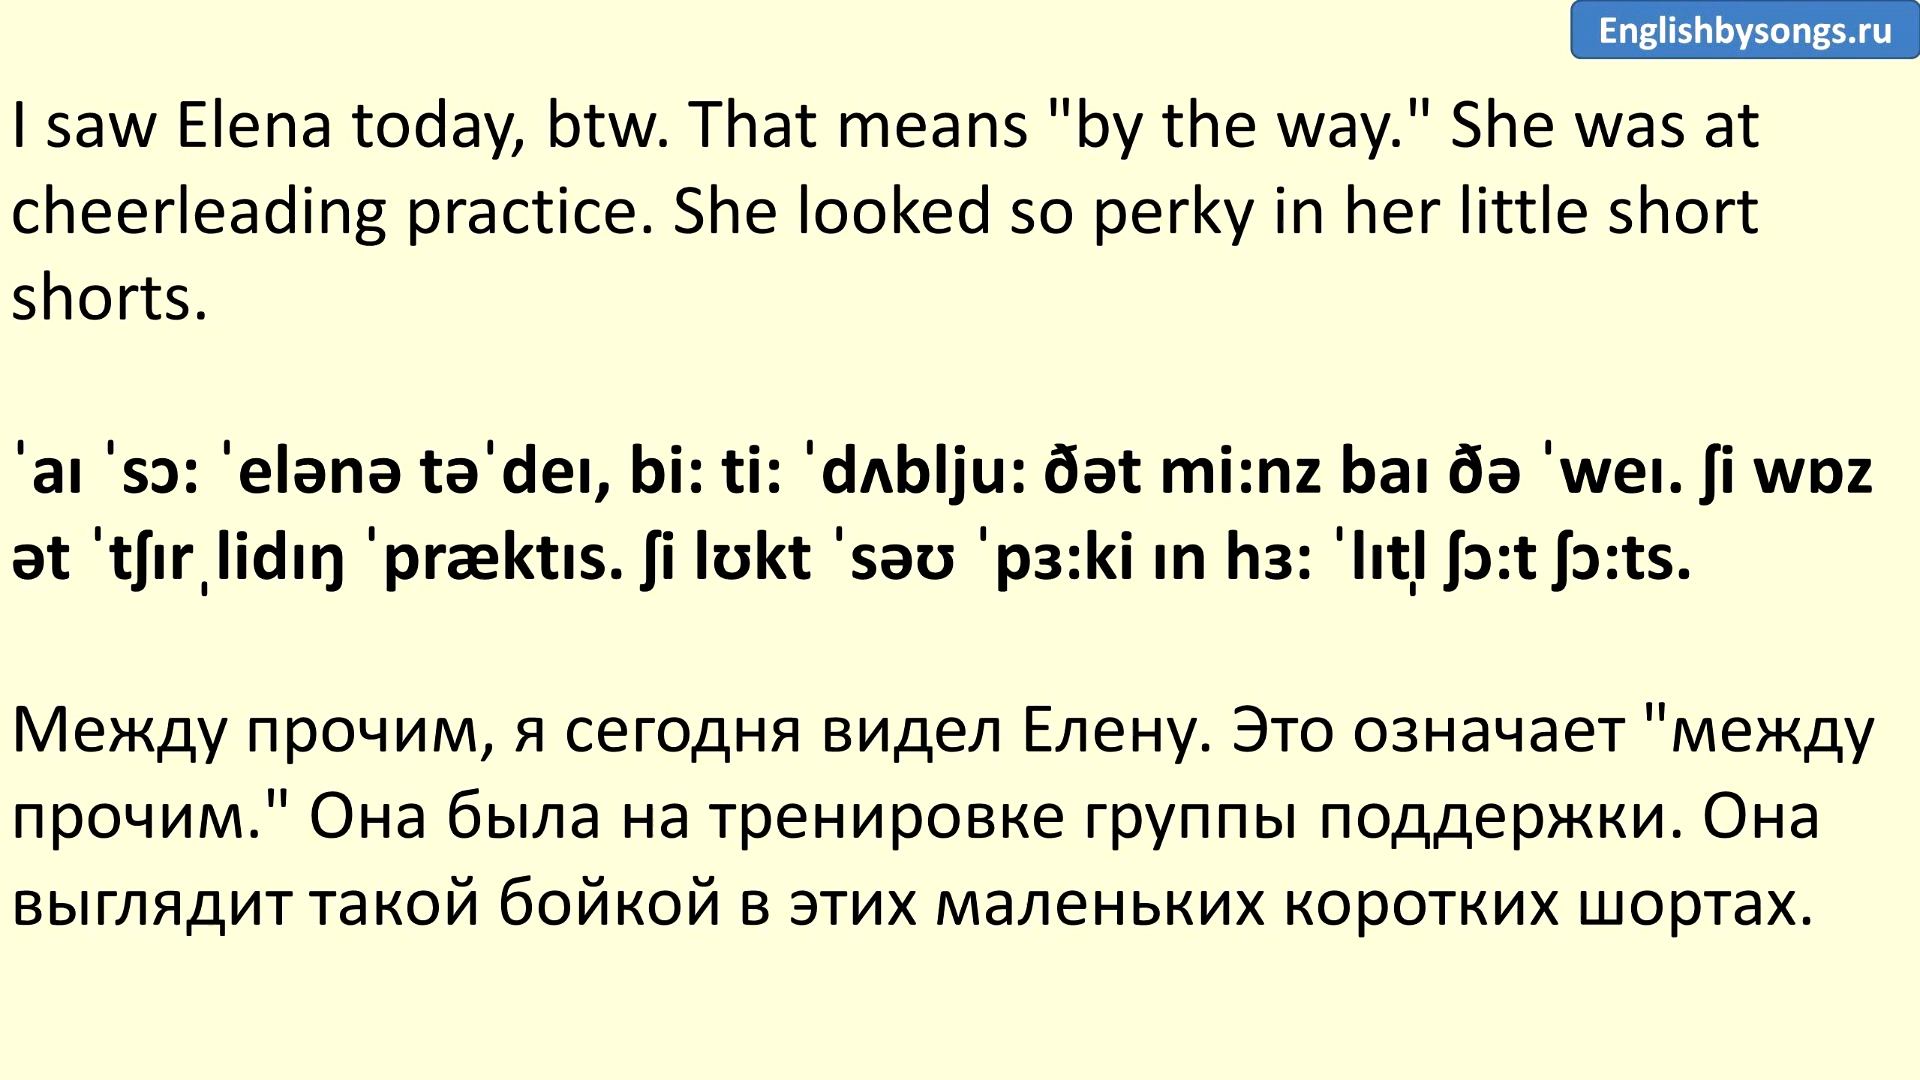 Englishbysongs.ru
I saw Elena today, btw. That means "by the way." She was at
cheerleading practice. She looked so perky in her little short
shorts.
ˈaɪ ˈsɔ: ˈelənə təˈdeɪ, bi: ti: ˈdʌblju: ðət mi:nz baɪ ðə ˈweɪ. ʃi wɒz
ət ˈtʃɪrˌlidɪŋ ˈpræktɪs. ʃi lʊkt ˈsəʊ ˈpɜ:ki ɪn hɜ: ˈlɪtl̩ ʃɔ:t ʃɔ:ts.
Между прочим, я сегодня видел Елену. Это означает "между
прочим." Она была на тренировке группы поддержки. Она
выглядит такой бойкой в этих маленьких коротких шортах.